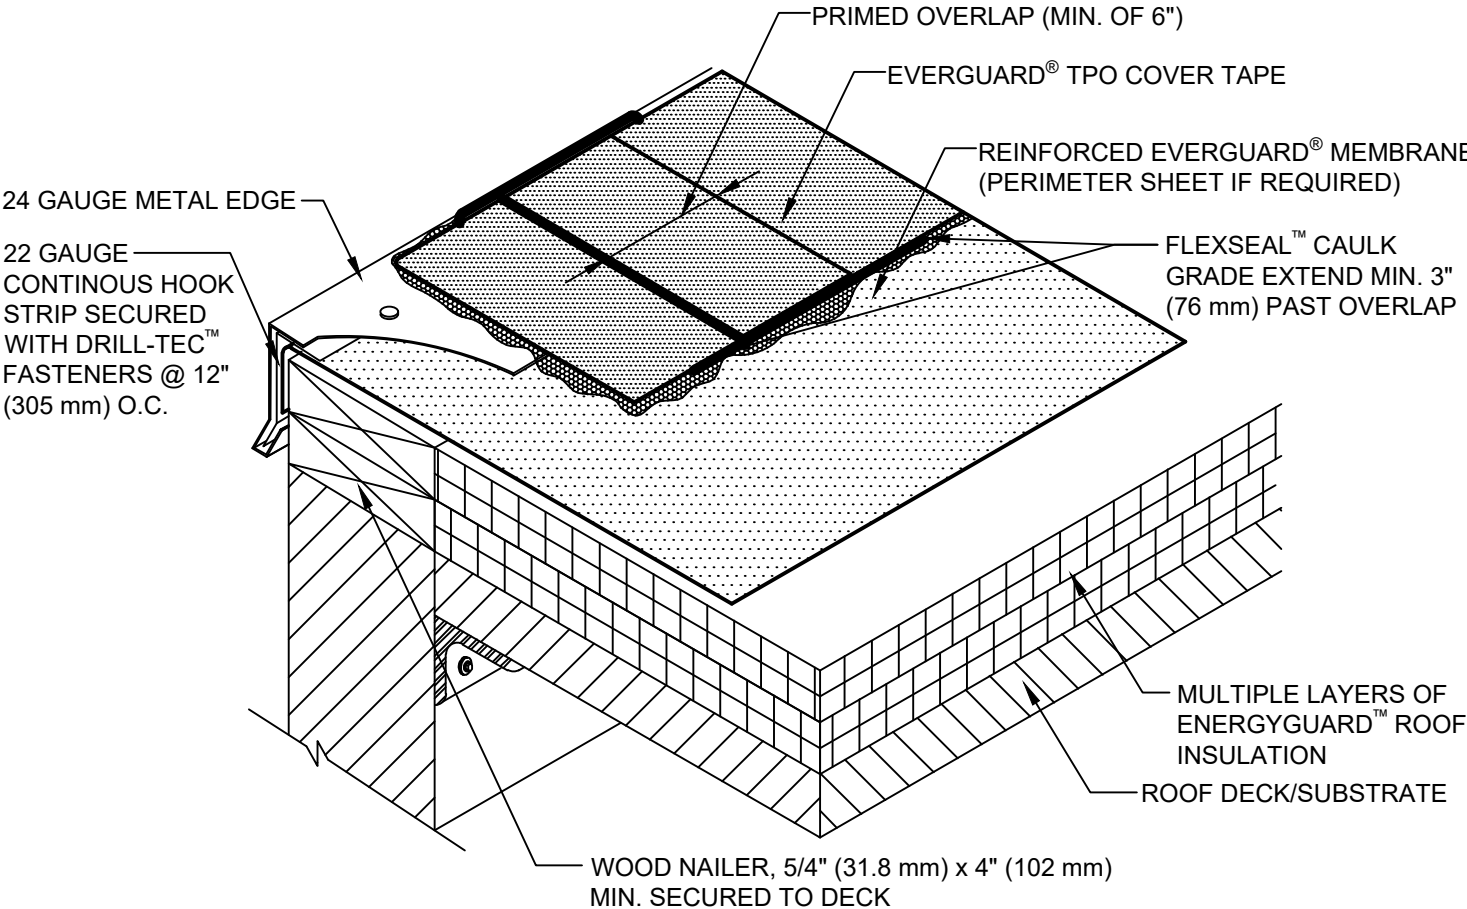 PRIMED OVERLAP (MIN. OF 6")
EVERGUARD® TPO COVER TAPE
REINFORCED EVERGUARD® MEMBRANE
(PERIMETER SHEET IF REQUIRED)
24 GAUGE METAL EDGE
22 GAUGE
CONTINOUS HOOK
STRIP SECURED
WITH DRILL-TEC™
FASTENERS @ 12"
(305 mm) O.C.
FLEXSEAL™ CAULK
GRADE EXTEND MIN. 3"
(76 mm) PAST OVERLAP
MULTIPLE LAYERS OF
ENERGYGUARD™ ROOF
INSULATION
ROOF DECK/SUBSTRATE
WOOD NAILER, 5/4" (31.8 mm) x 4" (102 mm)
MIN. SECURED TO DECK